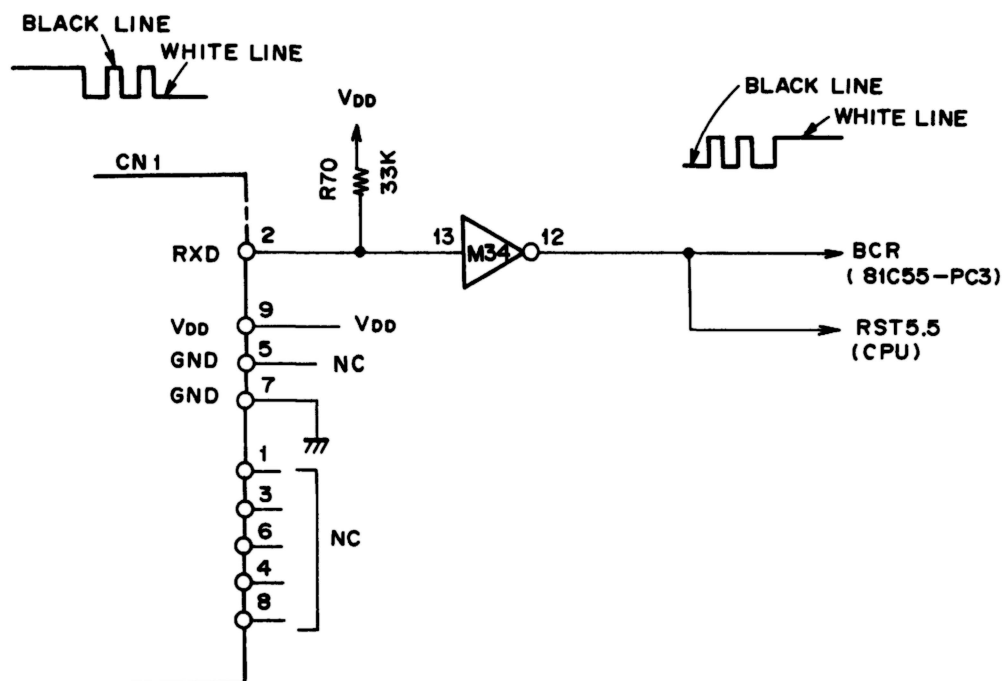 BLACK LINE
WHITE LINE
VDD
R70
33K
BLACK LINE
WHITE LINE
CN1
RXD
2
13
M34
12
BCR
(81C55-PC3)
RST5.5
(CPU)
VDD
9
VDD
GND
5
NC
GND
7
1
3
6
4
8
NC